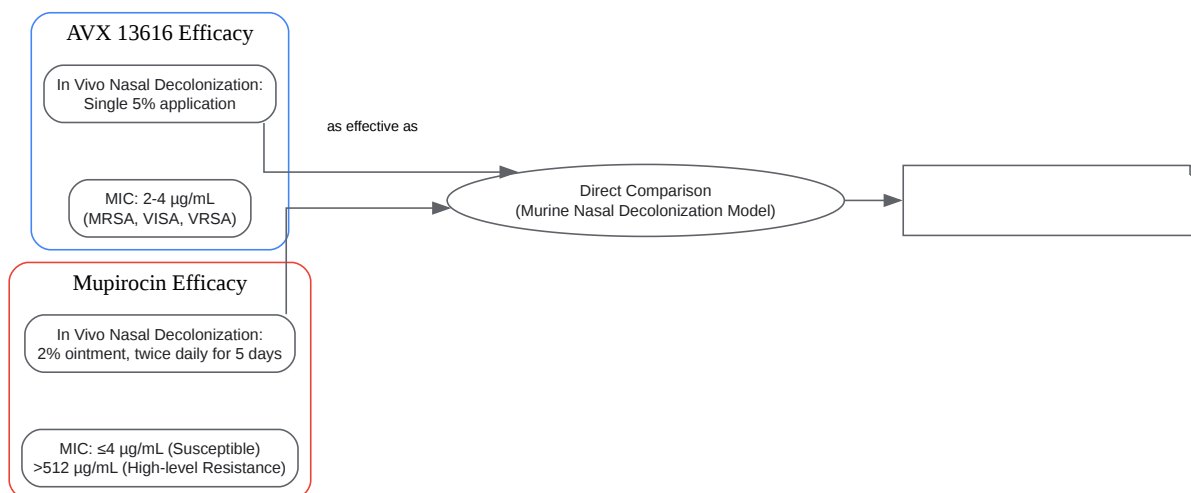 AVX 13616 Efficacy
In Vivo Nasal Decolonization:
Single 5% application
MIC: 2-4 µg/mL
(MRSA, VISA, VRSA)
as effective as
Direct Comparison
(Murine Nasal Decolonization Model)
Mupirocin Efficacy
In Vivo Nasal Decolonization:
2% ointment, twice daily for 5 days
MIC: ≤4 µg/mL (Susceptible)
>512 µg/mL (High-level Resistance)